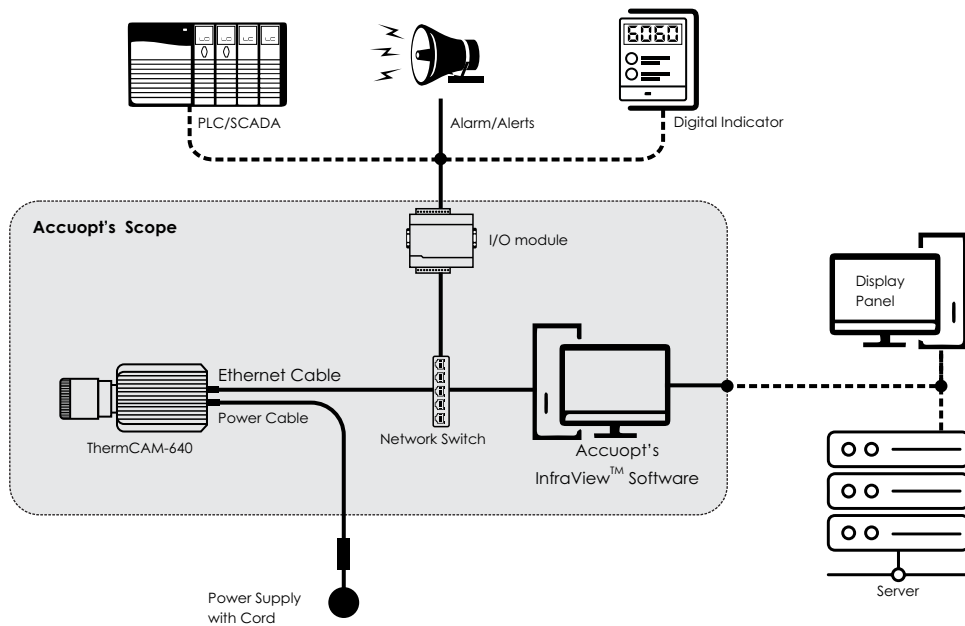 6060
PLC/SCADA
Alarm/Alerts
Digital Indicator
Accuopt's Scope
I/O module
Display
Panel
Ethernet Cable
Power Cable
ThermCAM-640
Network Switch
Accuopt's
InfraView™ Software
Power Supply
with Cord
Server